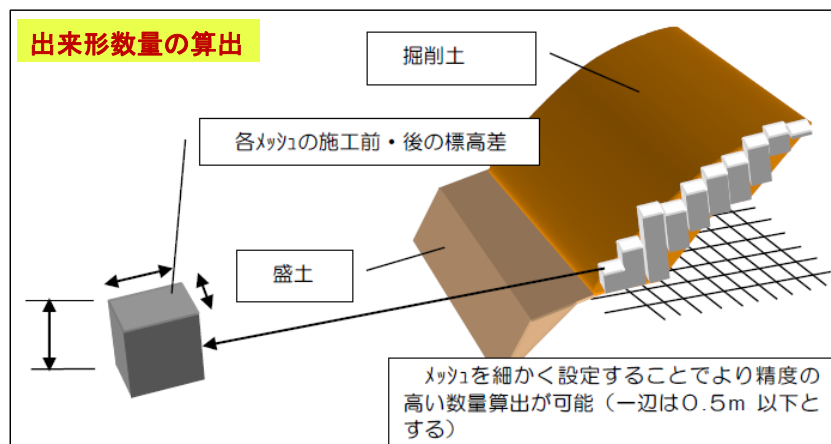 出来形数量の算出
掘削土
各ﾒｯｼｭの施工前・後の標高差
盛土
ﾒｯｼｭを細かく設定することでより精度の
高い数量算出が可能（一辺は０.５ｍ 以下と
する）